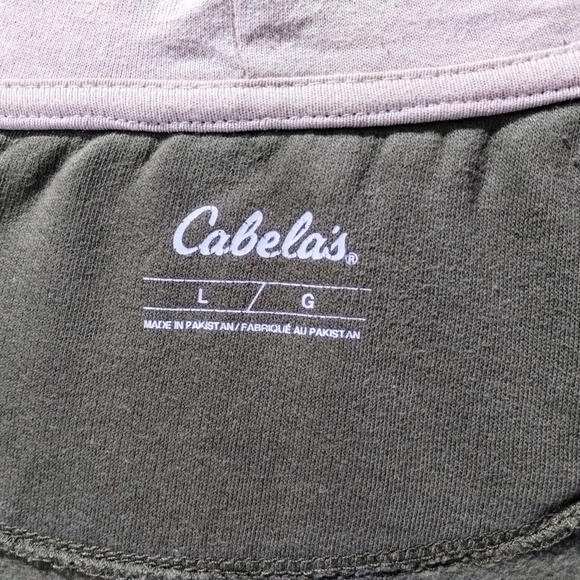 Cabela's®
L / G
MADE IN PAKISTAN / FABRIQUÉ AU PAKISTAN